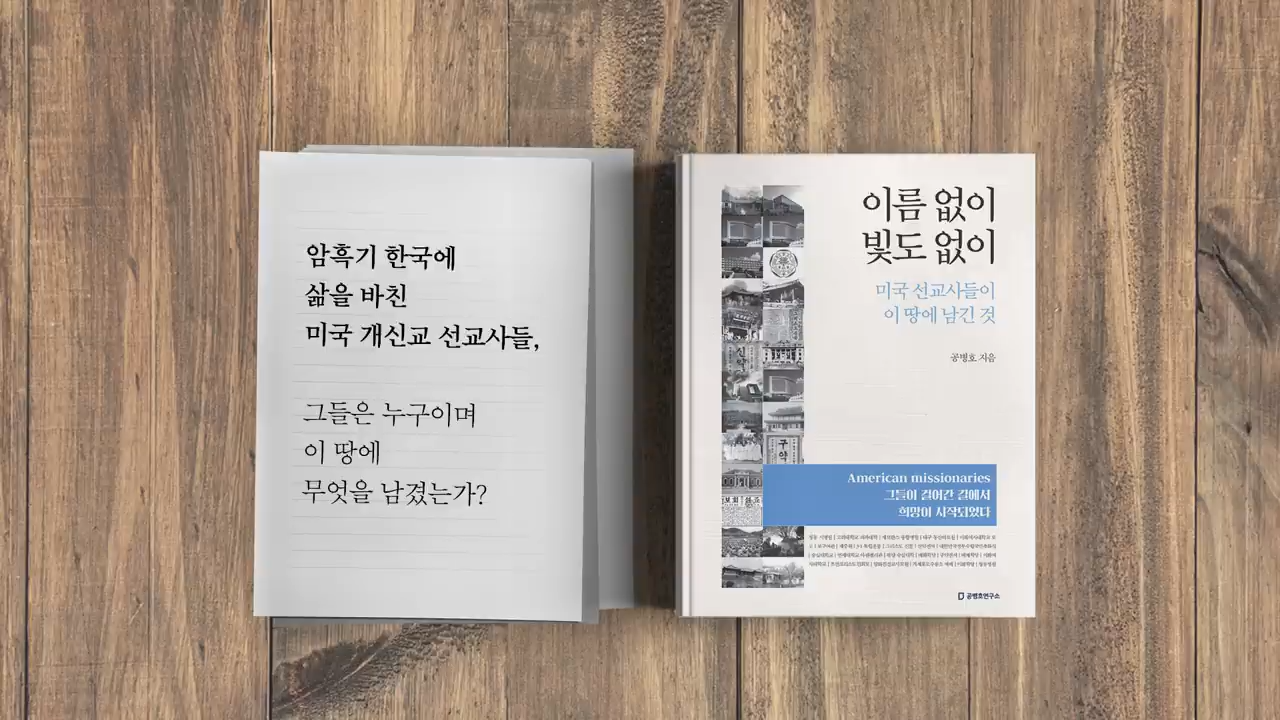 암흑기 한국에
삶을 바친
미국 개신교 선교사들,
그들은 누구이며
이 땅에
무엇을 남겼는가?
이름 없이
빛도 없이
미국 선교사들이
이 땅에 남긴 것
공병호 지음
American missionaries
그들이 걸어간 길에서
희망이 시작되었다
구약
공병호연구소